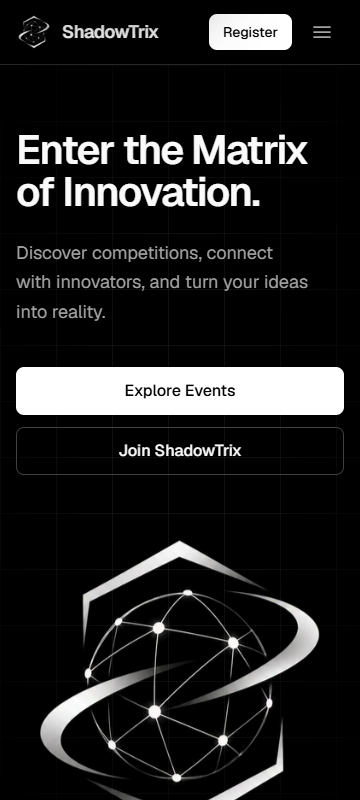 ShadowTrix
Register
Enter the Matrix
of Innovation.
Discover competitions, connect
with innovators, and turn your ideas
into reality.
Explore Events
Join ShadowTrix